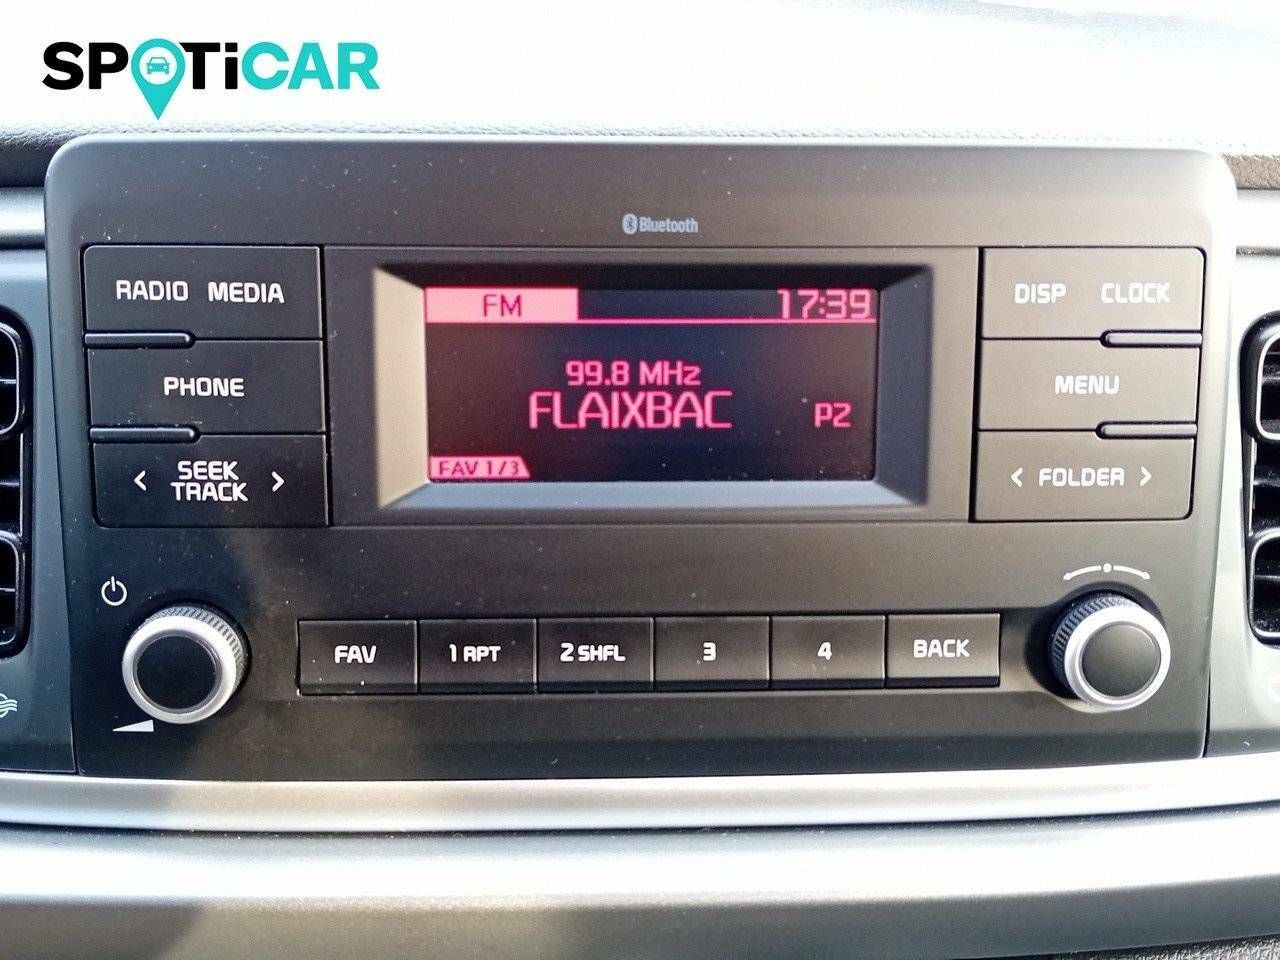 SPOTiCAR
Bluetooth
RADIO MEDIA
PHONE
< SEEK TRACK >
FM 17:39
99.8 MHz
FLAIXBAC P2
FAV 1/3
DISP CLOCK
MENU
< FOLDER >
FAV 1 RPT 2 SHFL 3 4 BACK